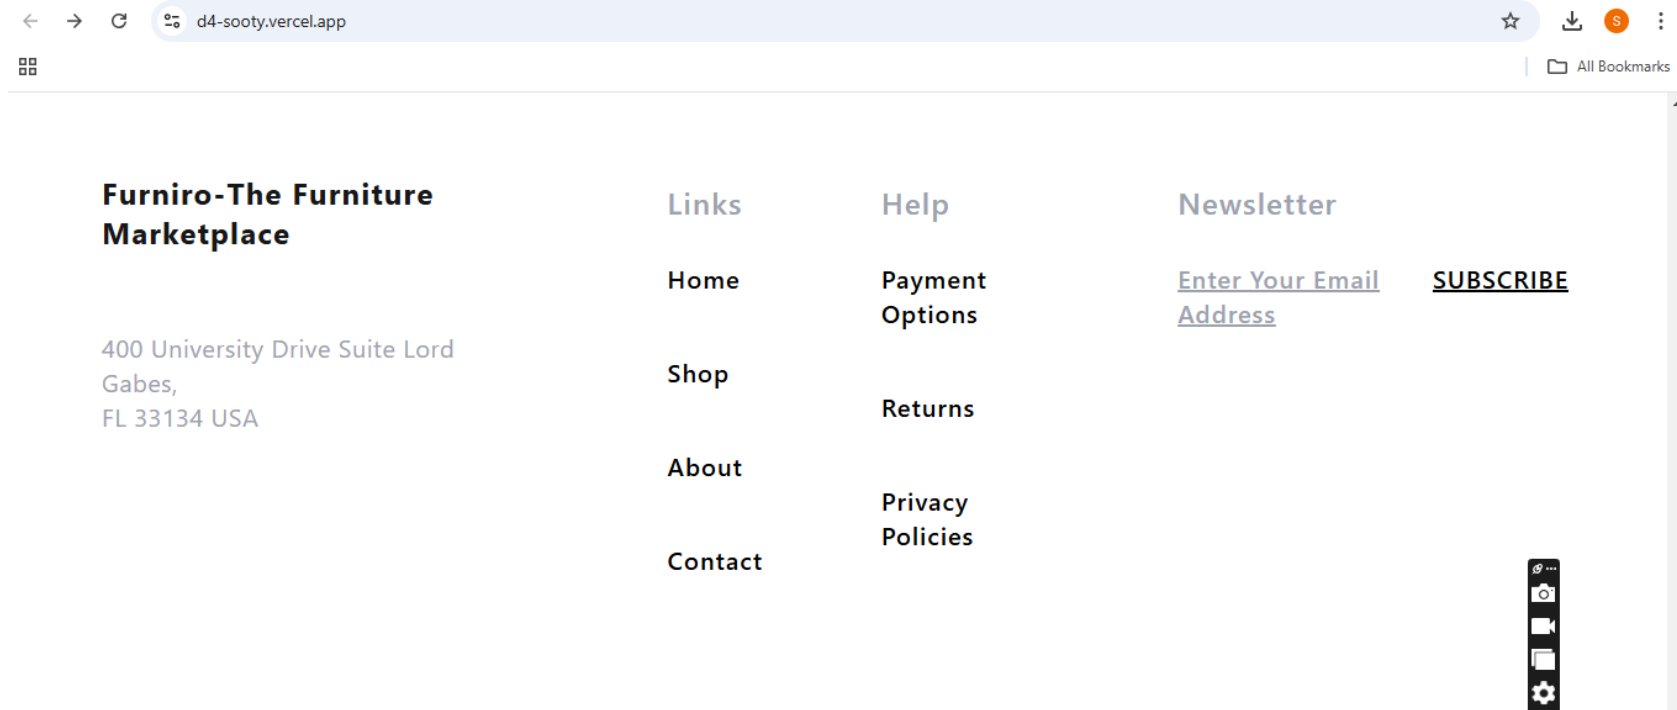 d4-sooty.vercel.app
S
All Bookmarks
Furniro-The Furniture
Marketplace
400 University Drive Suite Lord
Gabes,
FL 33134 USA
Links
Home
Shop
About
Contact
Help
Payment
Options
Returns
Privacy
Policies
Newsletter
Enter Your Email
Address
SUBSCRIBE